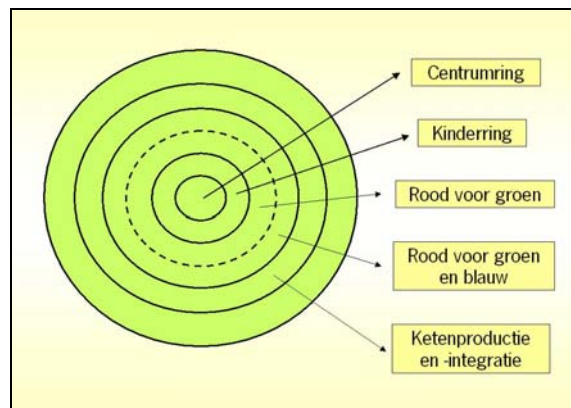 Centrumring
Kinderring
Rood voor groen
Rood voor groen
en blauw
Ketenproductie
en -integratie